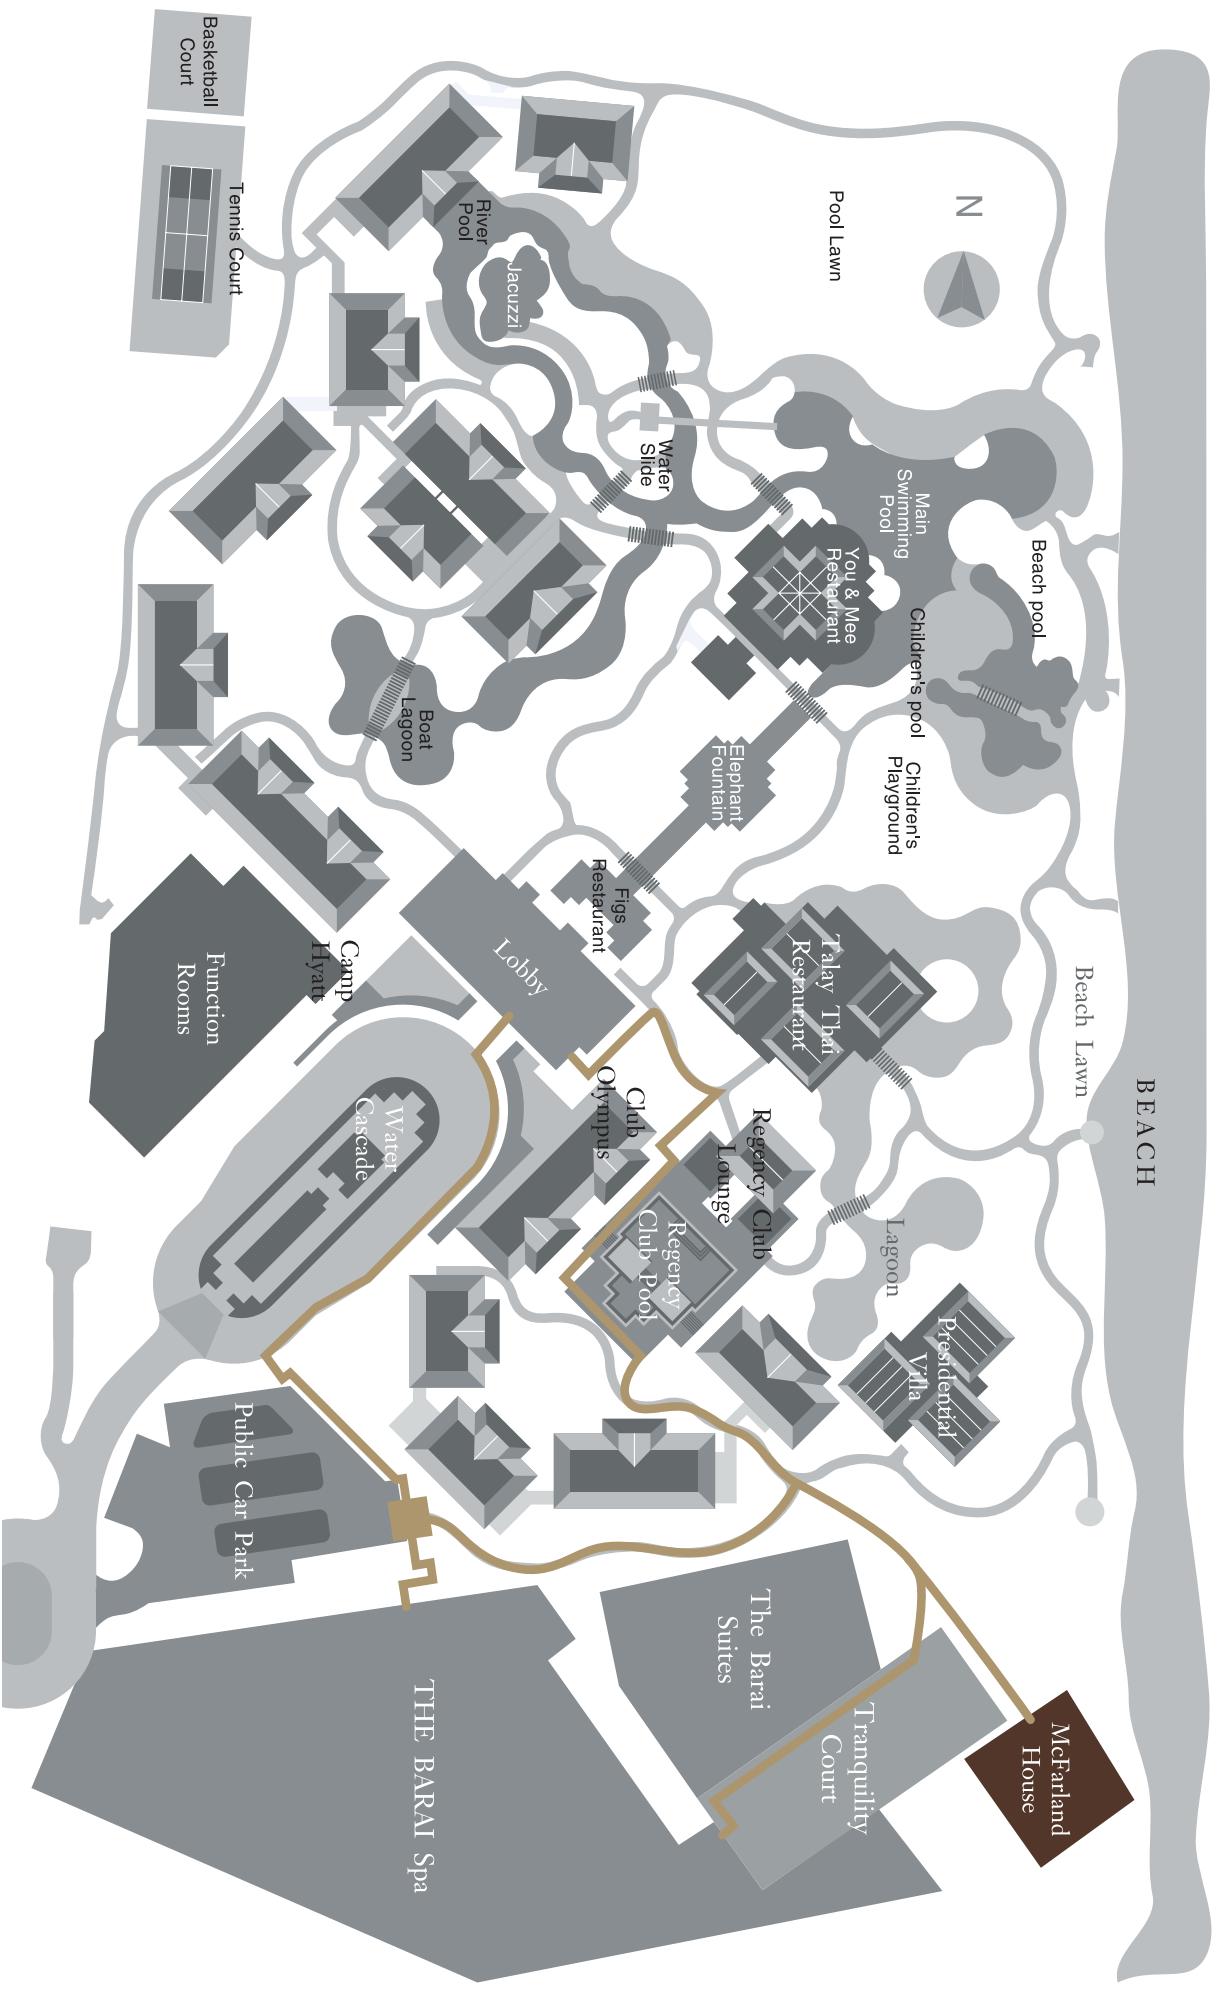 BEACH
Basketball
Court
Tennis Court
N
Pool Lawn
River
Pool
Jacuzzi
Water
Slide
Main
Swimming
Pool
Beach pool
You & Mee
Restaurant
Children's pool
Children's
Playground
Boat
Lagoon
Elephant
Fountain
Figs
Restaurant
Talay Thai
Restaurant
Beach Lawn
Lobby
Camp
Hyatt
Function
Rooms
Water
Cascade
Club
Olympus
Regency Club
Lounge
Regency
Club Pool
Lagoon
Presidential
Villa
Public Car Park
The Barai
Suites
Tranquility
Court
McFarland
House
THE BARAI Spa